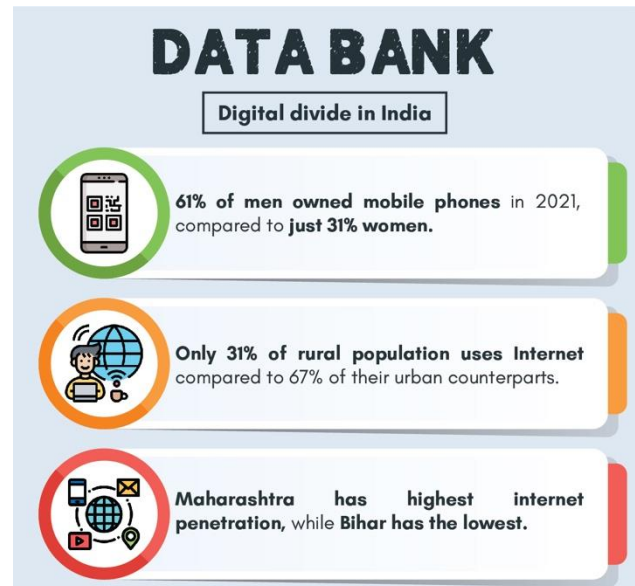 DATA BANK
Digital divide in India
61% of men owned mobile phones in 2021,
compared to just 31% women.
Only 31% of rural population uses Internet
compared to 67% of their urban counterparts.
Maharashtra has highest internet
penetration, while Bihar has the lowest.